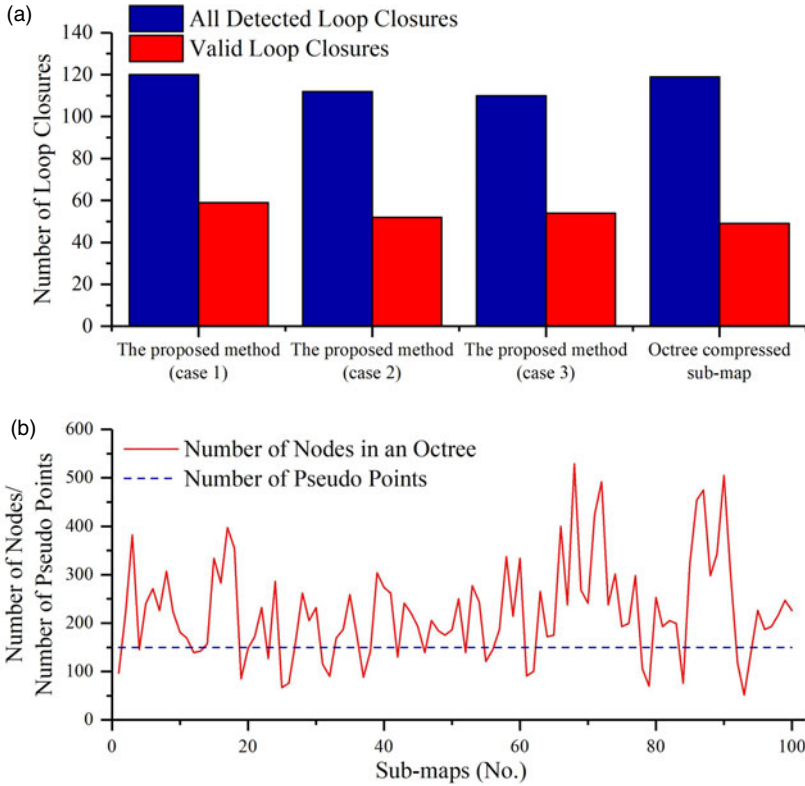 (a)
All Detected Loop Closures
Valid Loop Closures
Number of Loop Closures
140
120
100
80
60
40
20
0
The proposed method
(case 1)
The proposed method
(case 2)
The proposed method
(case 3)
Octree compressed
sub-map
(b)
Number of Nodes in an Octree
Number of Pseudo Points
Number of Nodes/
Number of Pseudo Points
600
500
400
300
200
100
0
0
20
40
60
80
100
Sub-maps (No.)